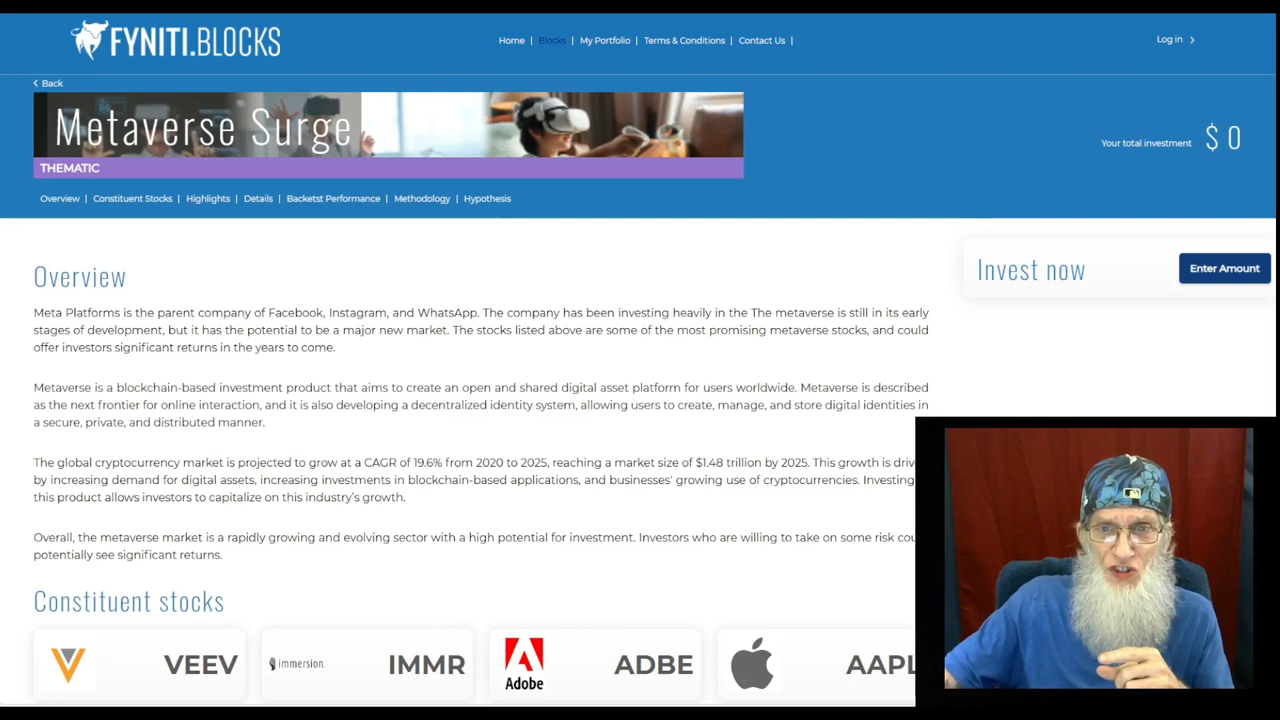 FYNITI.BLOCKS
Home | Blocks | My Portfolio | Terms & Conditions | Contact Us |
Log in
Back
Metaverse Surge
THEMATIC
Your total investment $ 0
Overview | Constituent Stocks | Highlights | Details | Backetst Performance | Methodology | Hypothesis
Invest now
Enter Amount
Overview
Meta Platforms is the parent company of Facebook, Instagram, and WhatsApp. The company has been investing heavily in the The metaverse is still in its early
stages of development, but it has the potential to be a major new market. The stocks listed above are some of the most promising metaverse stocks, and could
offer investors significant returns in the years to come.
Metaverse is a blockchain-based investment product that aims to create an open and shared digital asset platform for users worldwide. Metaverse is described
as the next frontier for online interaction, and it is also developing a decentralized identity system, allowing users to create, manage, and store digital identities in
a secure, private, and distributed manner.
The global cryptocurrency market is projected to grow at a CAGR of 19.6% from 2020 to 2025, reaching a market size of $1.48 trillion by 2025. This growth is
by increasing demand for digital assets, increasing investments in blockchain-based applications, and businesses' growing use of cryptocurrencies. Investing
this product allows investors to capitalize on this industry's growth.
Overall, the metaverse market is a rapidly growing and evolving sector with a high potential for investment. Investors who are willing to take on some risk
potentially see significant returns.
Constituent stocks
VEEV
immersion. IMMR
Adobe ADBE
AAPL